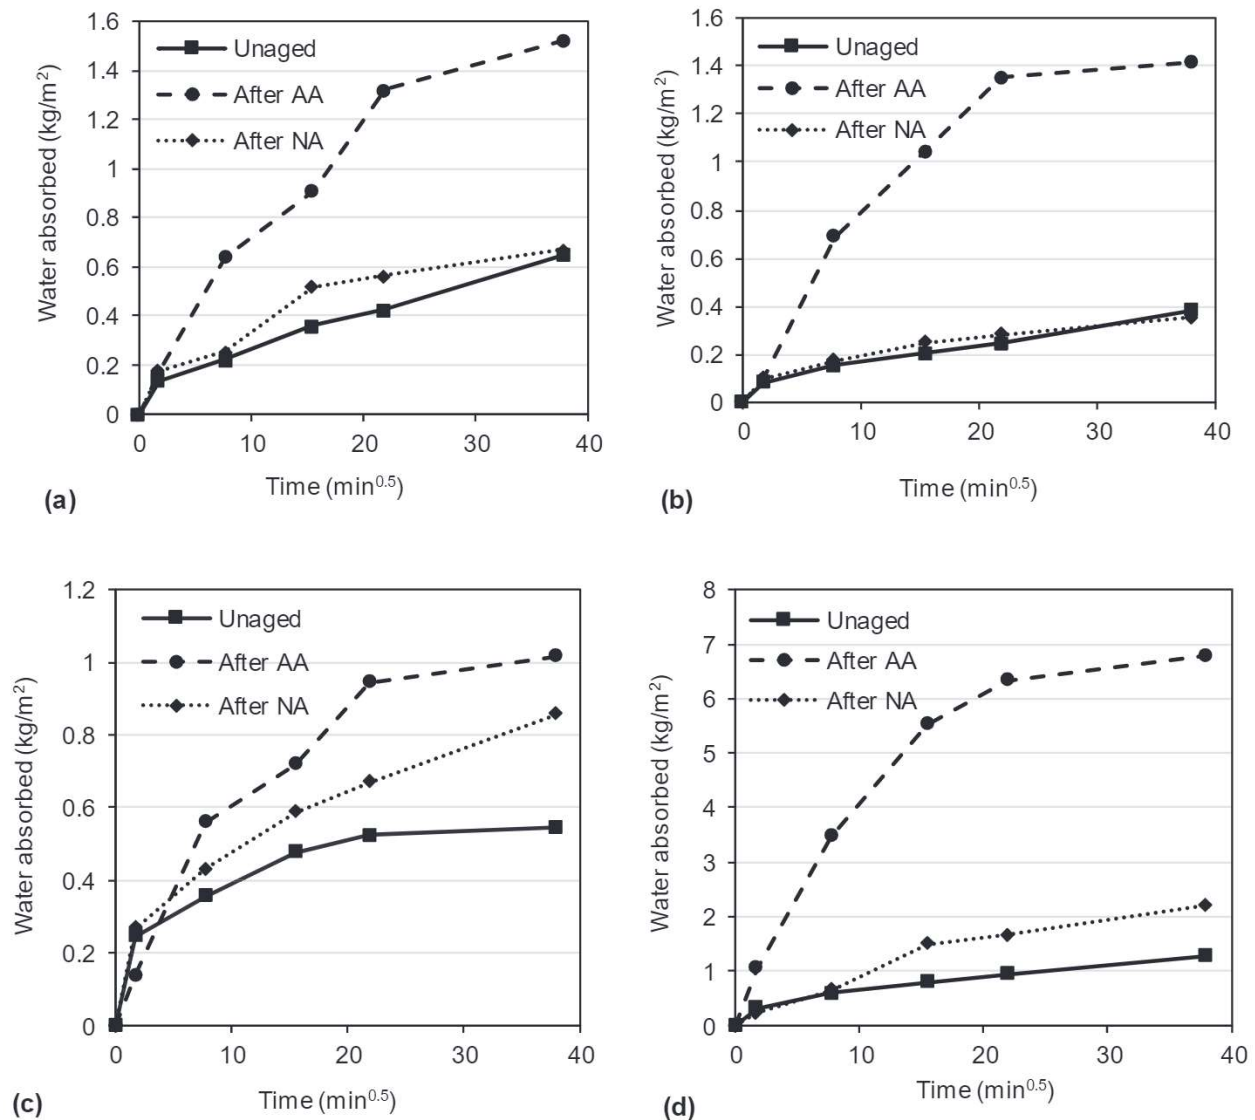 1.6
1.4
1.2
1
0.8
0.6
0.4
0.2
0
Water absorbed (kg/m²)
Unaged
After AA
After NA
0 10 20 30 40
Time (min⁰·⁵)
(a)
1.6
1.4
1.2
1
0.8
0.6
0.4
0.2
0
Water absorbed (kg/m²)
Unaged
After AA
After NA
0 10 20 30 40
Time (min⁰·⁵)
(b)
1.2
1
0.8
0.6
0.4
0.2
0
Water absorbed (kg/m²)
Unaged
After AA
After NA
0 10 20 30 40
Time (min⁰·⁵)
(c)
8
7
6
5
4
3
2
1
0
Water absorbed (kg/m²)
Unaged
After AA
After NA
0 10 20 30 40
Time (min⁰·⁵)
(d)